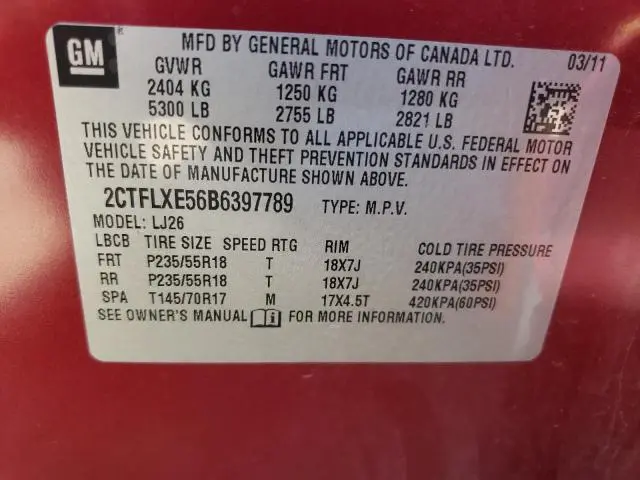 GM
MFD BY GENERAL MOTORS OF CANADA LTD. 03/11
GVWR GAWR FRT GAWR RR
2404 KG 1250 KG 1280 KG
5300 LB 2755 LB 2821 LB
THIS VEHICLE CONFORMS TO ALL APPLICABLE U.S. FEDERAL MOTOR
VEHICLE SAFETY AND THEFT PREVENTION STANDARDS IN EFFECT ON
THE DATE OF MANUFACTURE SHOWN ABOVE.
2CTFLXE56B6397789 TYPE: M.P.V.
MODEL: LJ26
LBCB TIRE SIZE SPEED RTG RIM COLD TIRE PRESSURE
FRT P235/55R18 T 18X7J 240KPA(35PSI)
RR P235/55R18 T 18X7J 240KPA(35PSI)
SPA T145/70R17 M 17X4.5T 420KPA(60PSI)
SEE OWNER'S MANUAL FOR MORE INFORMATION.